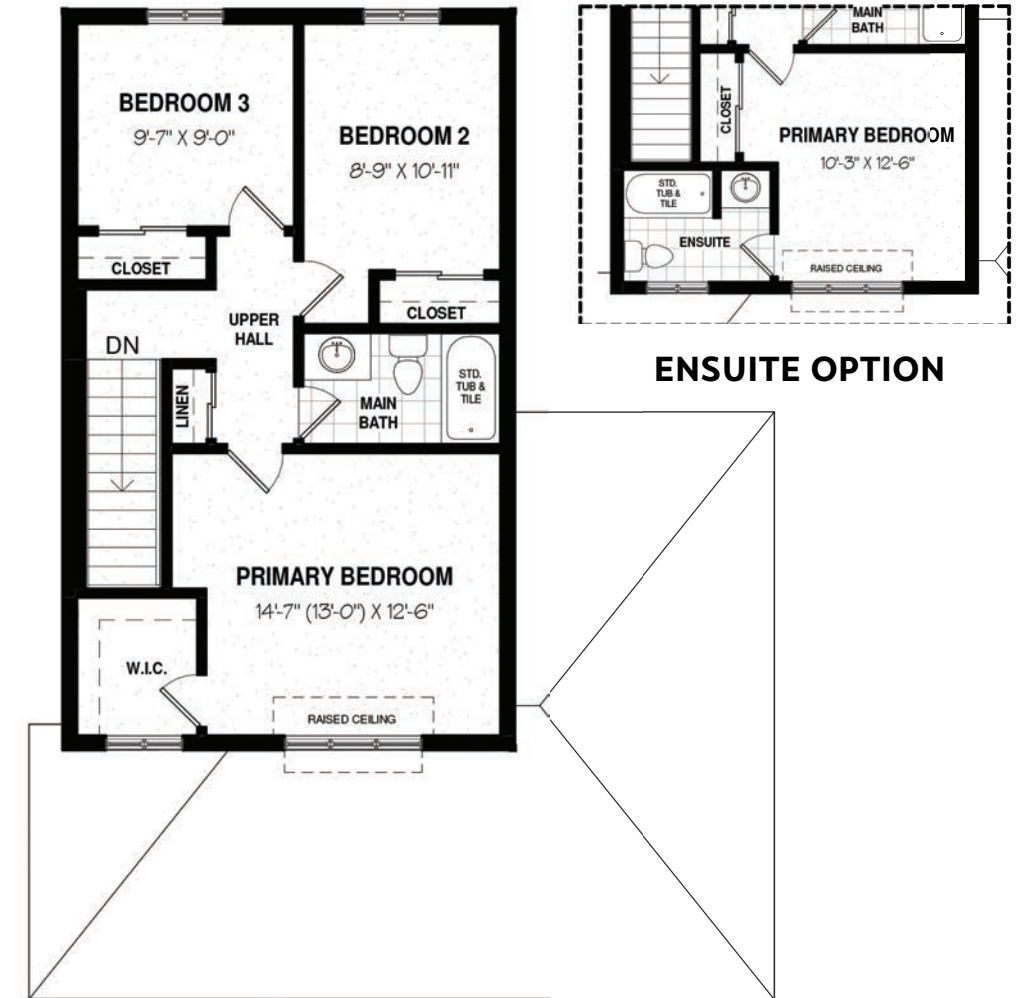 BEDROOM 3
9'-7" X 9'-0"
BEDROOM 2
8'-9" X 10'-11"
CLOSET
CLOSET
UPPER
HALL
DN
LINEN
MAIN
BATH
STD.
TUB &
TILE
PRIMARY BEDROOM
14'-7" (13'-0") X 12'-6"
W.I.C.
RAISED CEILING
MAIN
BATH
CLOSET
PRIMARY BEDROOM
10'-3" X 12'-6"
STD.
TUB &
TILE
ENSUITE
RAISED CEILING
ENSUITE OPTION